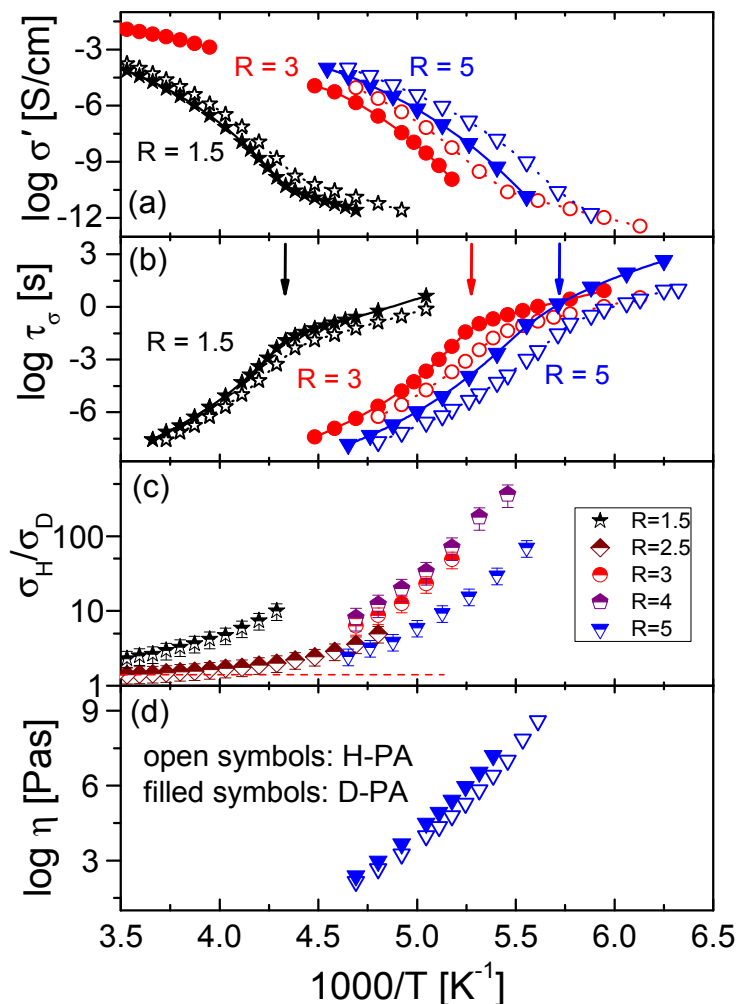 -3
-6
-9
-12
log σ′ [S/cm]
R = 3
R = 5
R = 1.5
(a)
3
0
-3
-6
log τσ [s]
(b)
R = 1.5
R = 3
R = 5
100
10
1
σH/σD
(c)
R=1.5
R=2.5
R=3
R=4
R=5
9
6
3
log η [Pas]
(d)
open symbols: H-PA
filled symbols: D-PA
3.5 4.0 4.5 5.0 5.5 6.0 6.5
1000/T [K-1]